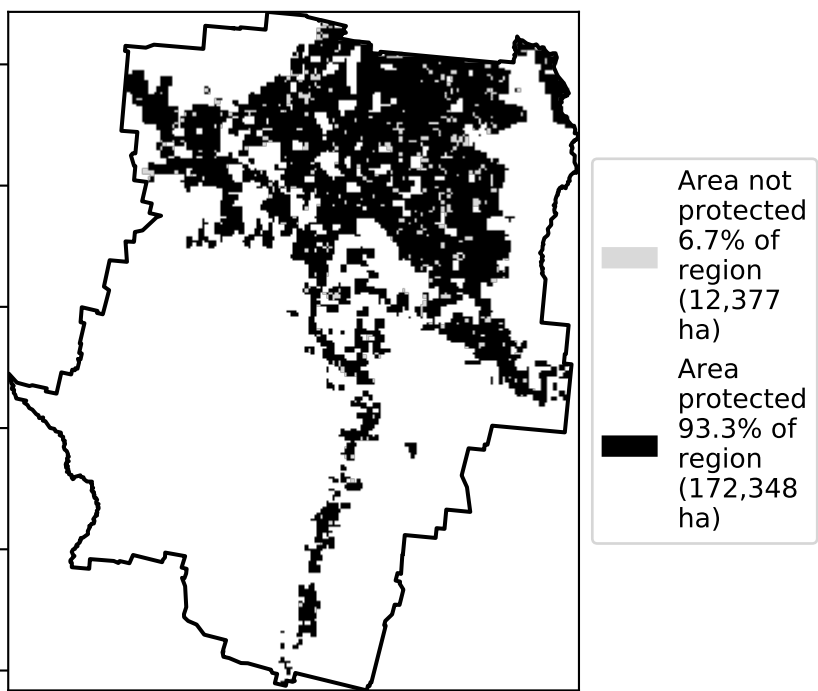 Area not
protected
6.7% of
region
(12,377
ha)
Area
protected
93.3% of
region
(172,348
ha)